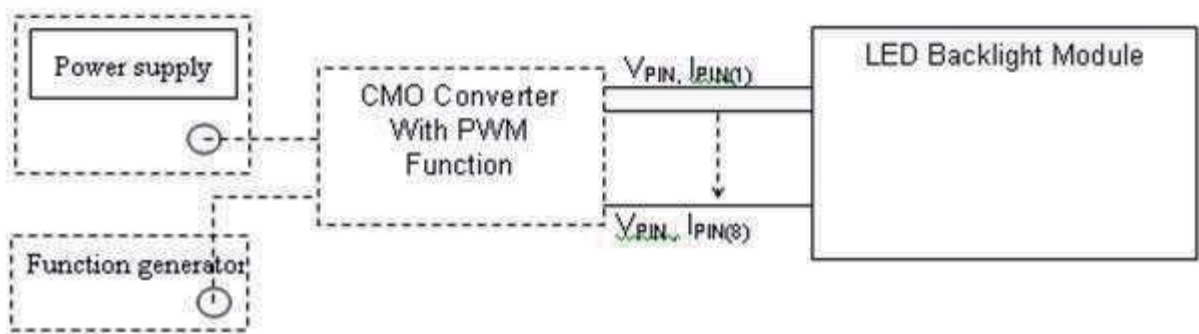 Power supply
CMO Converter
With PWM
Function
VPIN, IPIN(1)
LED Backlight Module
VPIN, IPIN(8)
Function generator